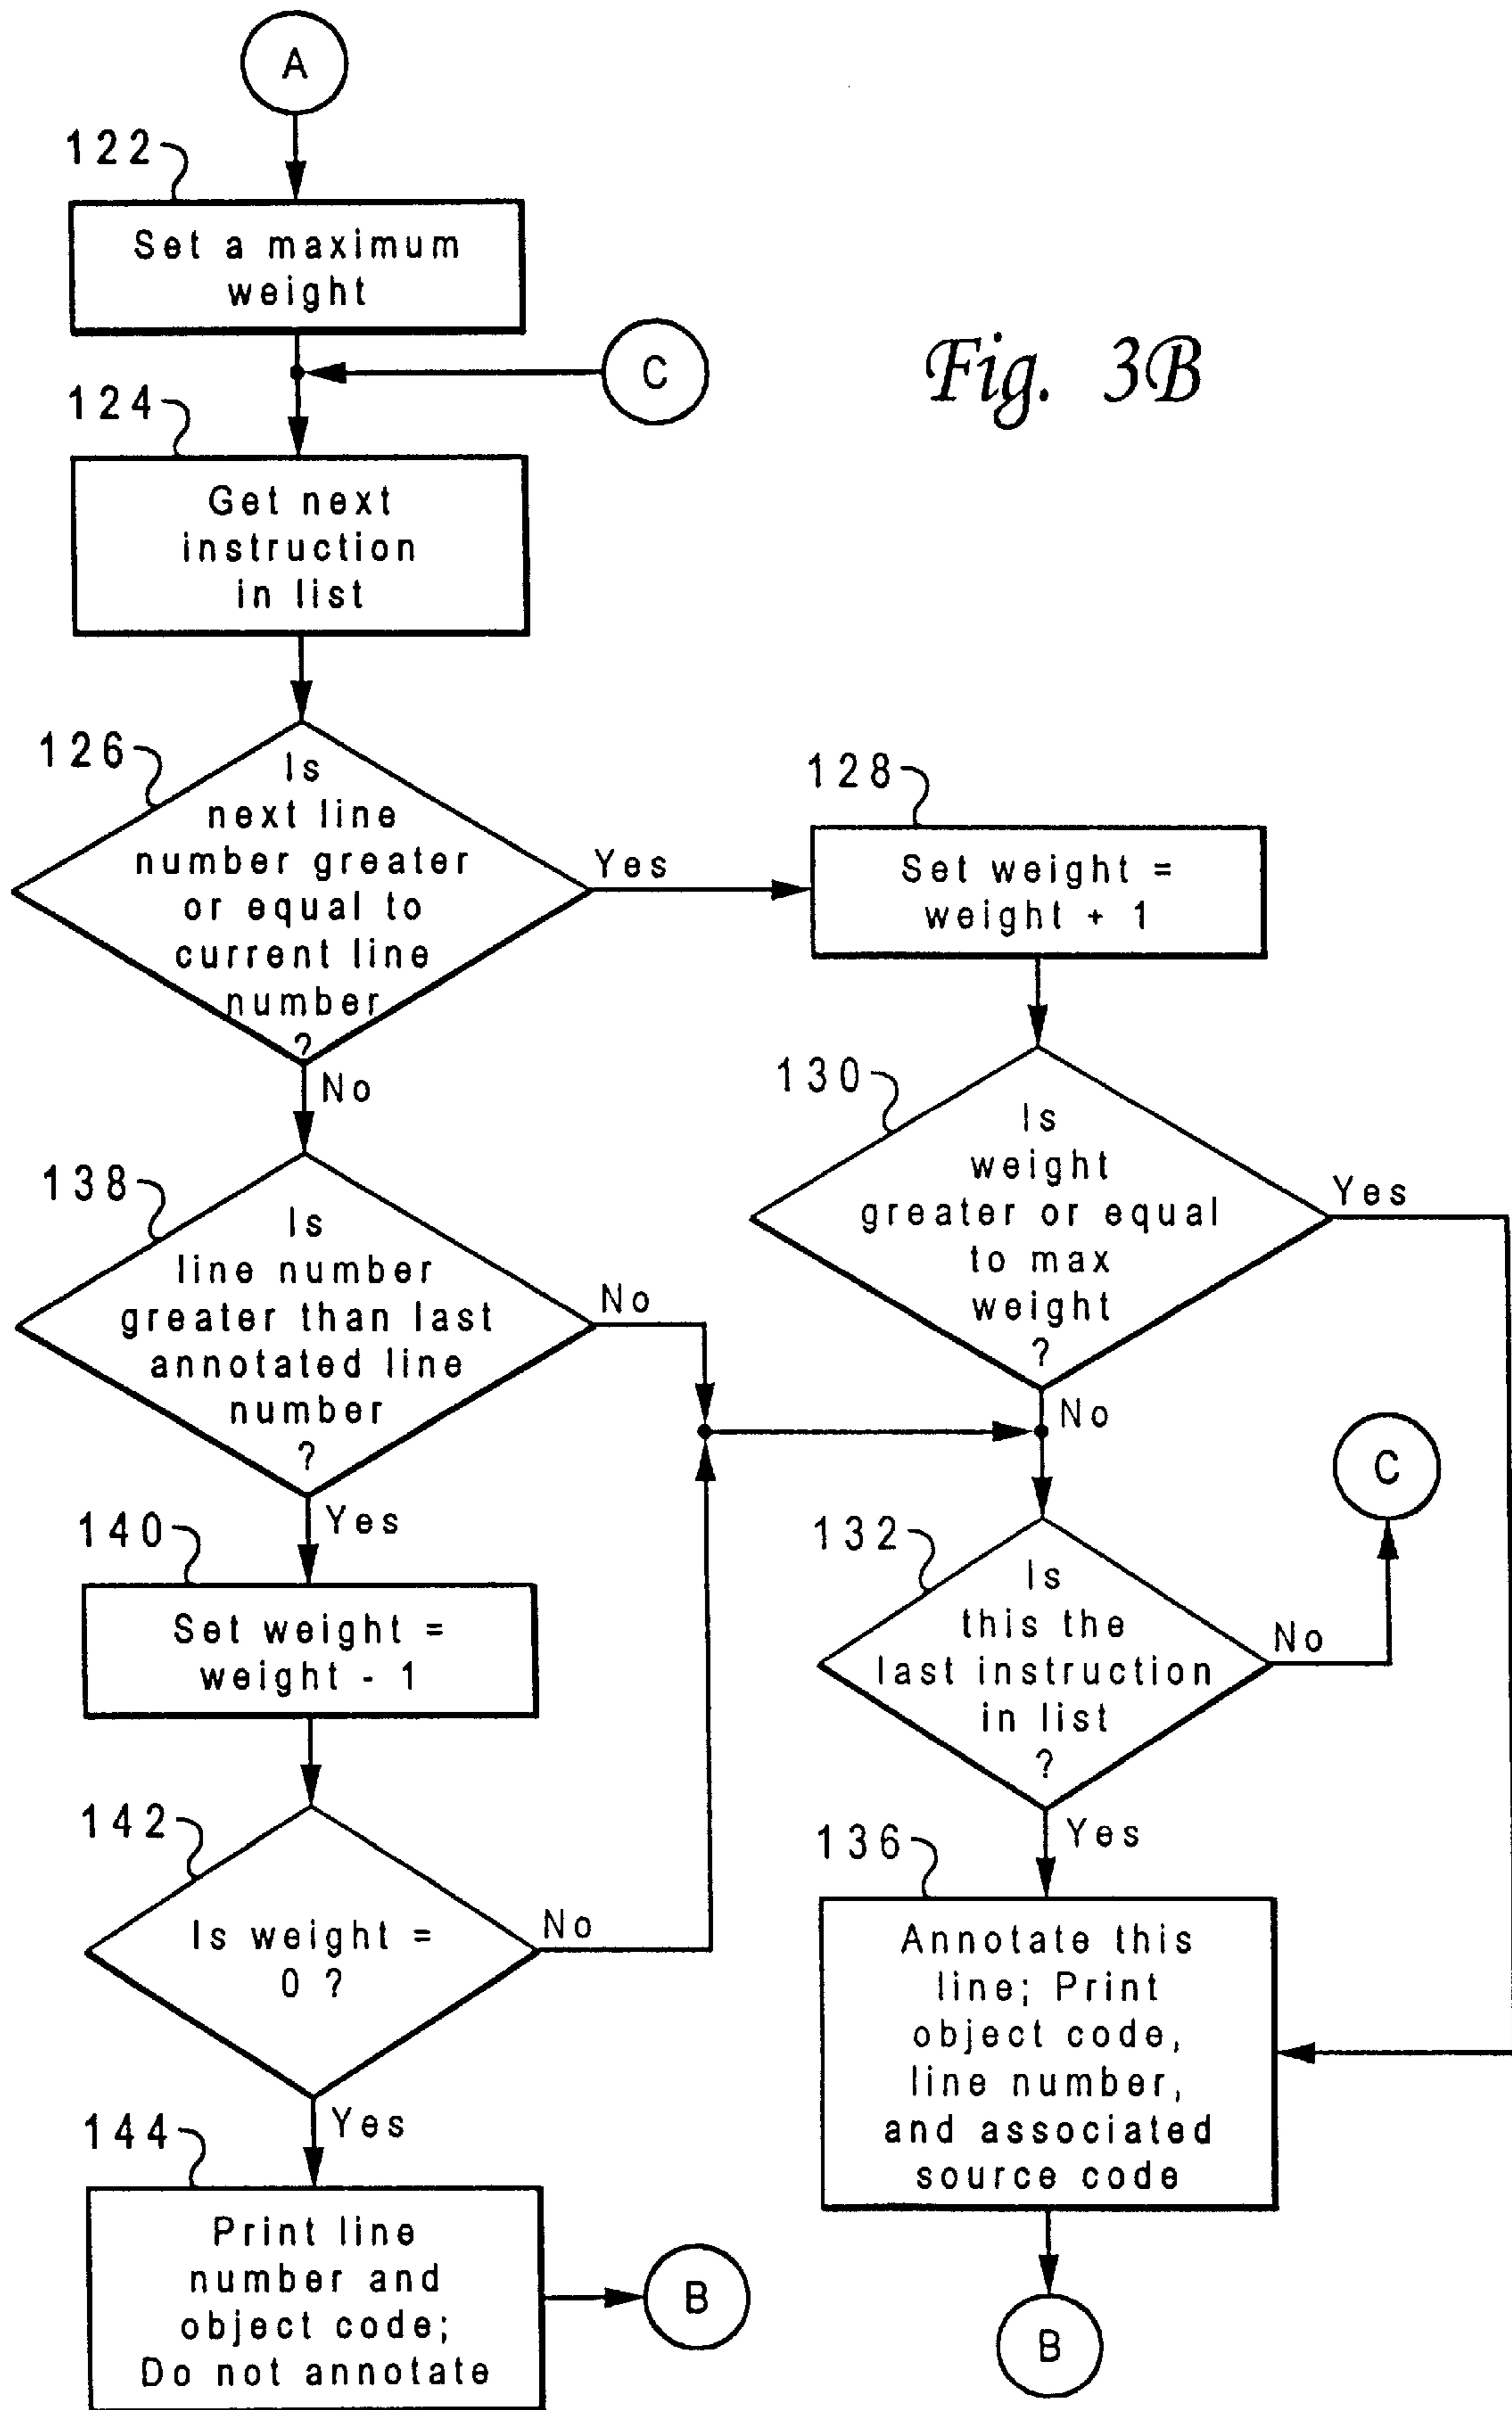 A
122
Set a maximum
weight
C
Fig. 3B
124
Get next
instruction
in list
126
Is
next line
number greater
or equal to
current line
number
?
Yes
No
128
Set weight =
weight + 1
130
Is
weight
greater or equal
to max
weight
?
Yes
No
138
Is
line number
greater than last
annotated line
number
?
No
Yes
C
132
Is
this the
last instruction
in list
?
No
Yes
140
Set weight =
weight - 1
142
Is weight =
0 ?
No
Yes
136
Annotate this
line; Print
object code,
line number,
and associated
source code
144
Print line
number and
object code;
Do not annotate
B
B